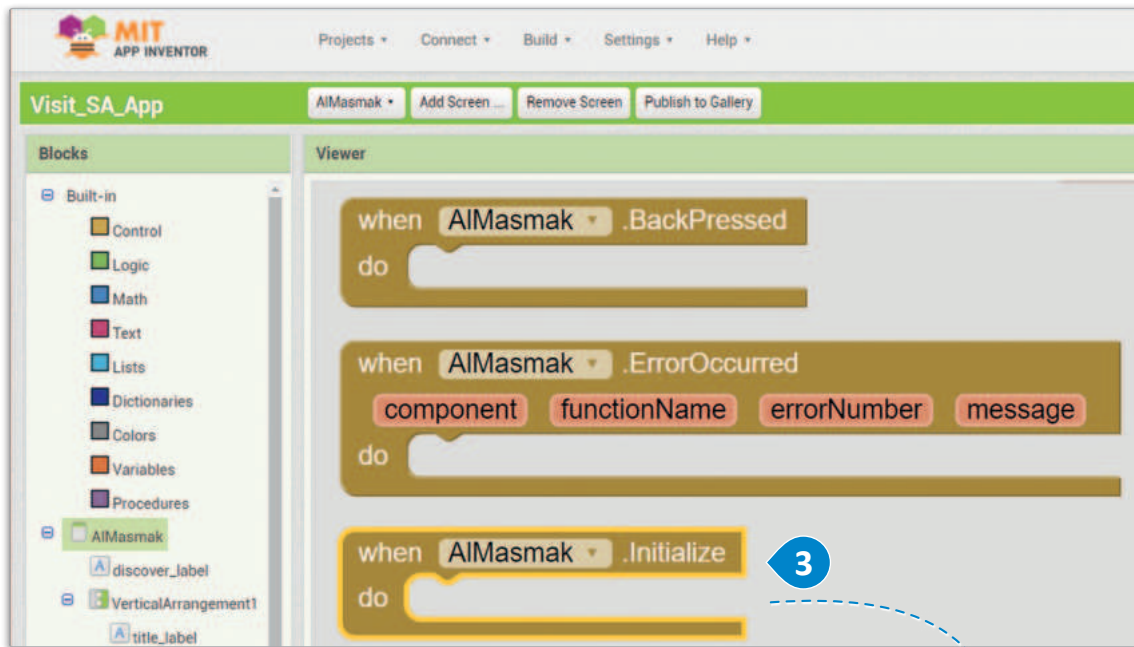 MIT
APP INVENTOR
Projects Connect Build Settings Help
Visit_SA_App
AlMasmak Add Screen ... Remove Screen Publish to Gallery
Blocks
Viewer
Built-in
Control
Logic
Math
Text
Lists
Dictionaries
Colors
Variables
Procedures
AlMasmak
A discover_label
VerticalArrangement1
A title_label
when AlMasmak .BackPressed
do
when AlMasmak .ErrorOccurred
component functionName errorNumber message
do
when AlMasmak .Initialize
do
3